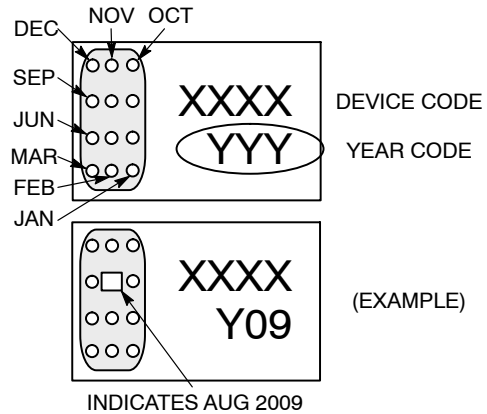 DEC NOV OCT
SEP
JUN
MAR
FEB
JAN
XXXX DEVICE CODE
YYY YEAR CODE
XXXX
Y09
(EXAMPLE)
INDICATES AUG 2009